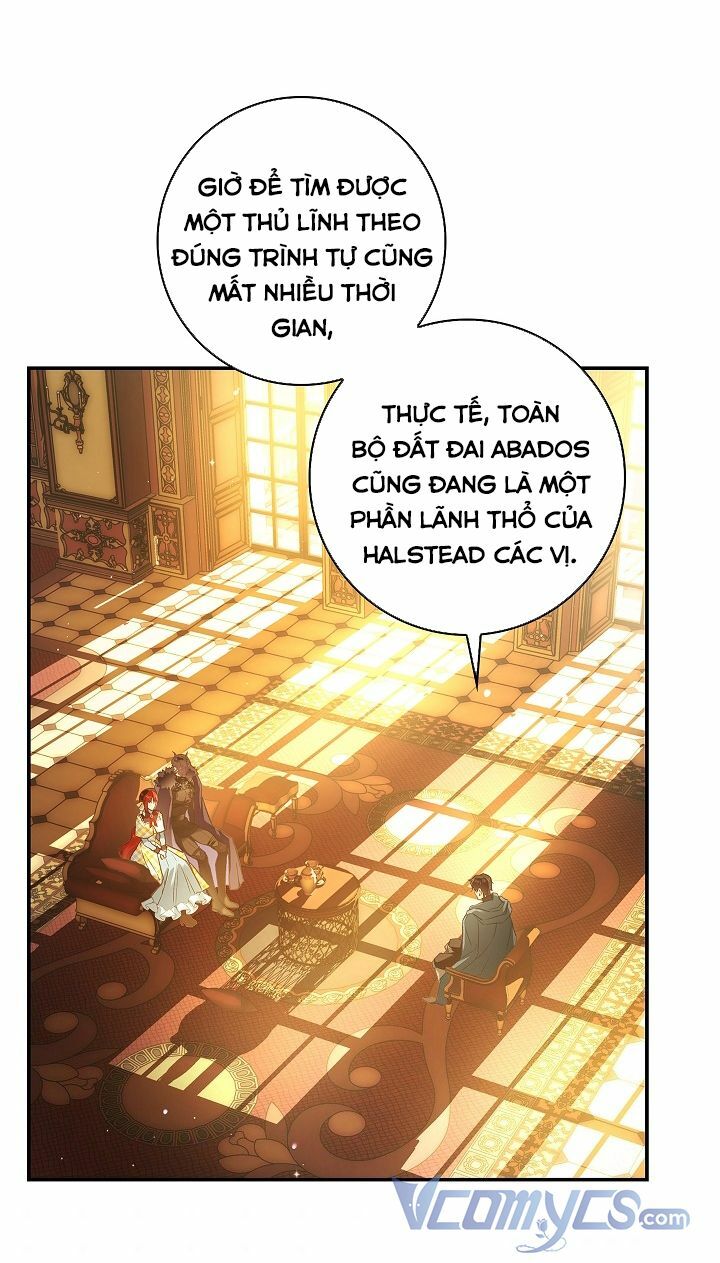 GIỜ ĐỂ TÌM ĐƯỢC
MỘT THỦ LĨNH THEO
ĐÚNG TRÌNH TỰ CŨNG
MẤT NHIỀU THỜI
GIAN,
THỰC TẾ, TOÀN
BỘ ĐẤT ĐAI ABADOS
CŨNG ĐANG LÀ MỘT
PHẦN LÃNH THỔ CỦA
HALSTEAD CÁC VỊ.
VCOMYCS.com